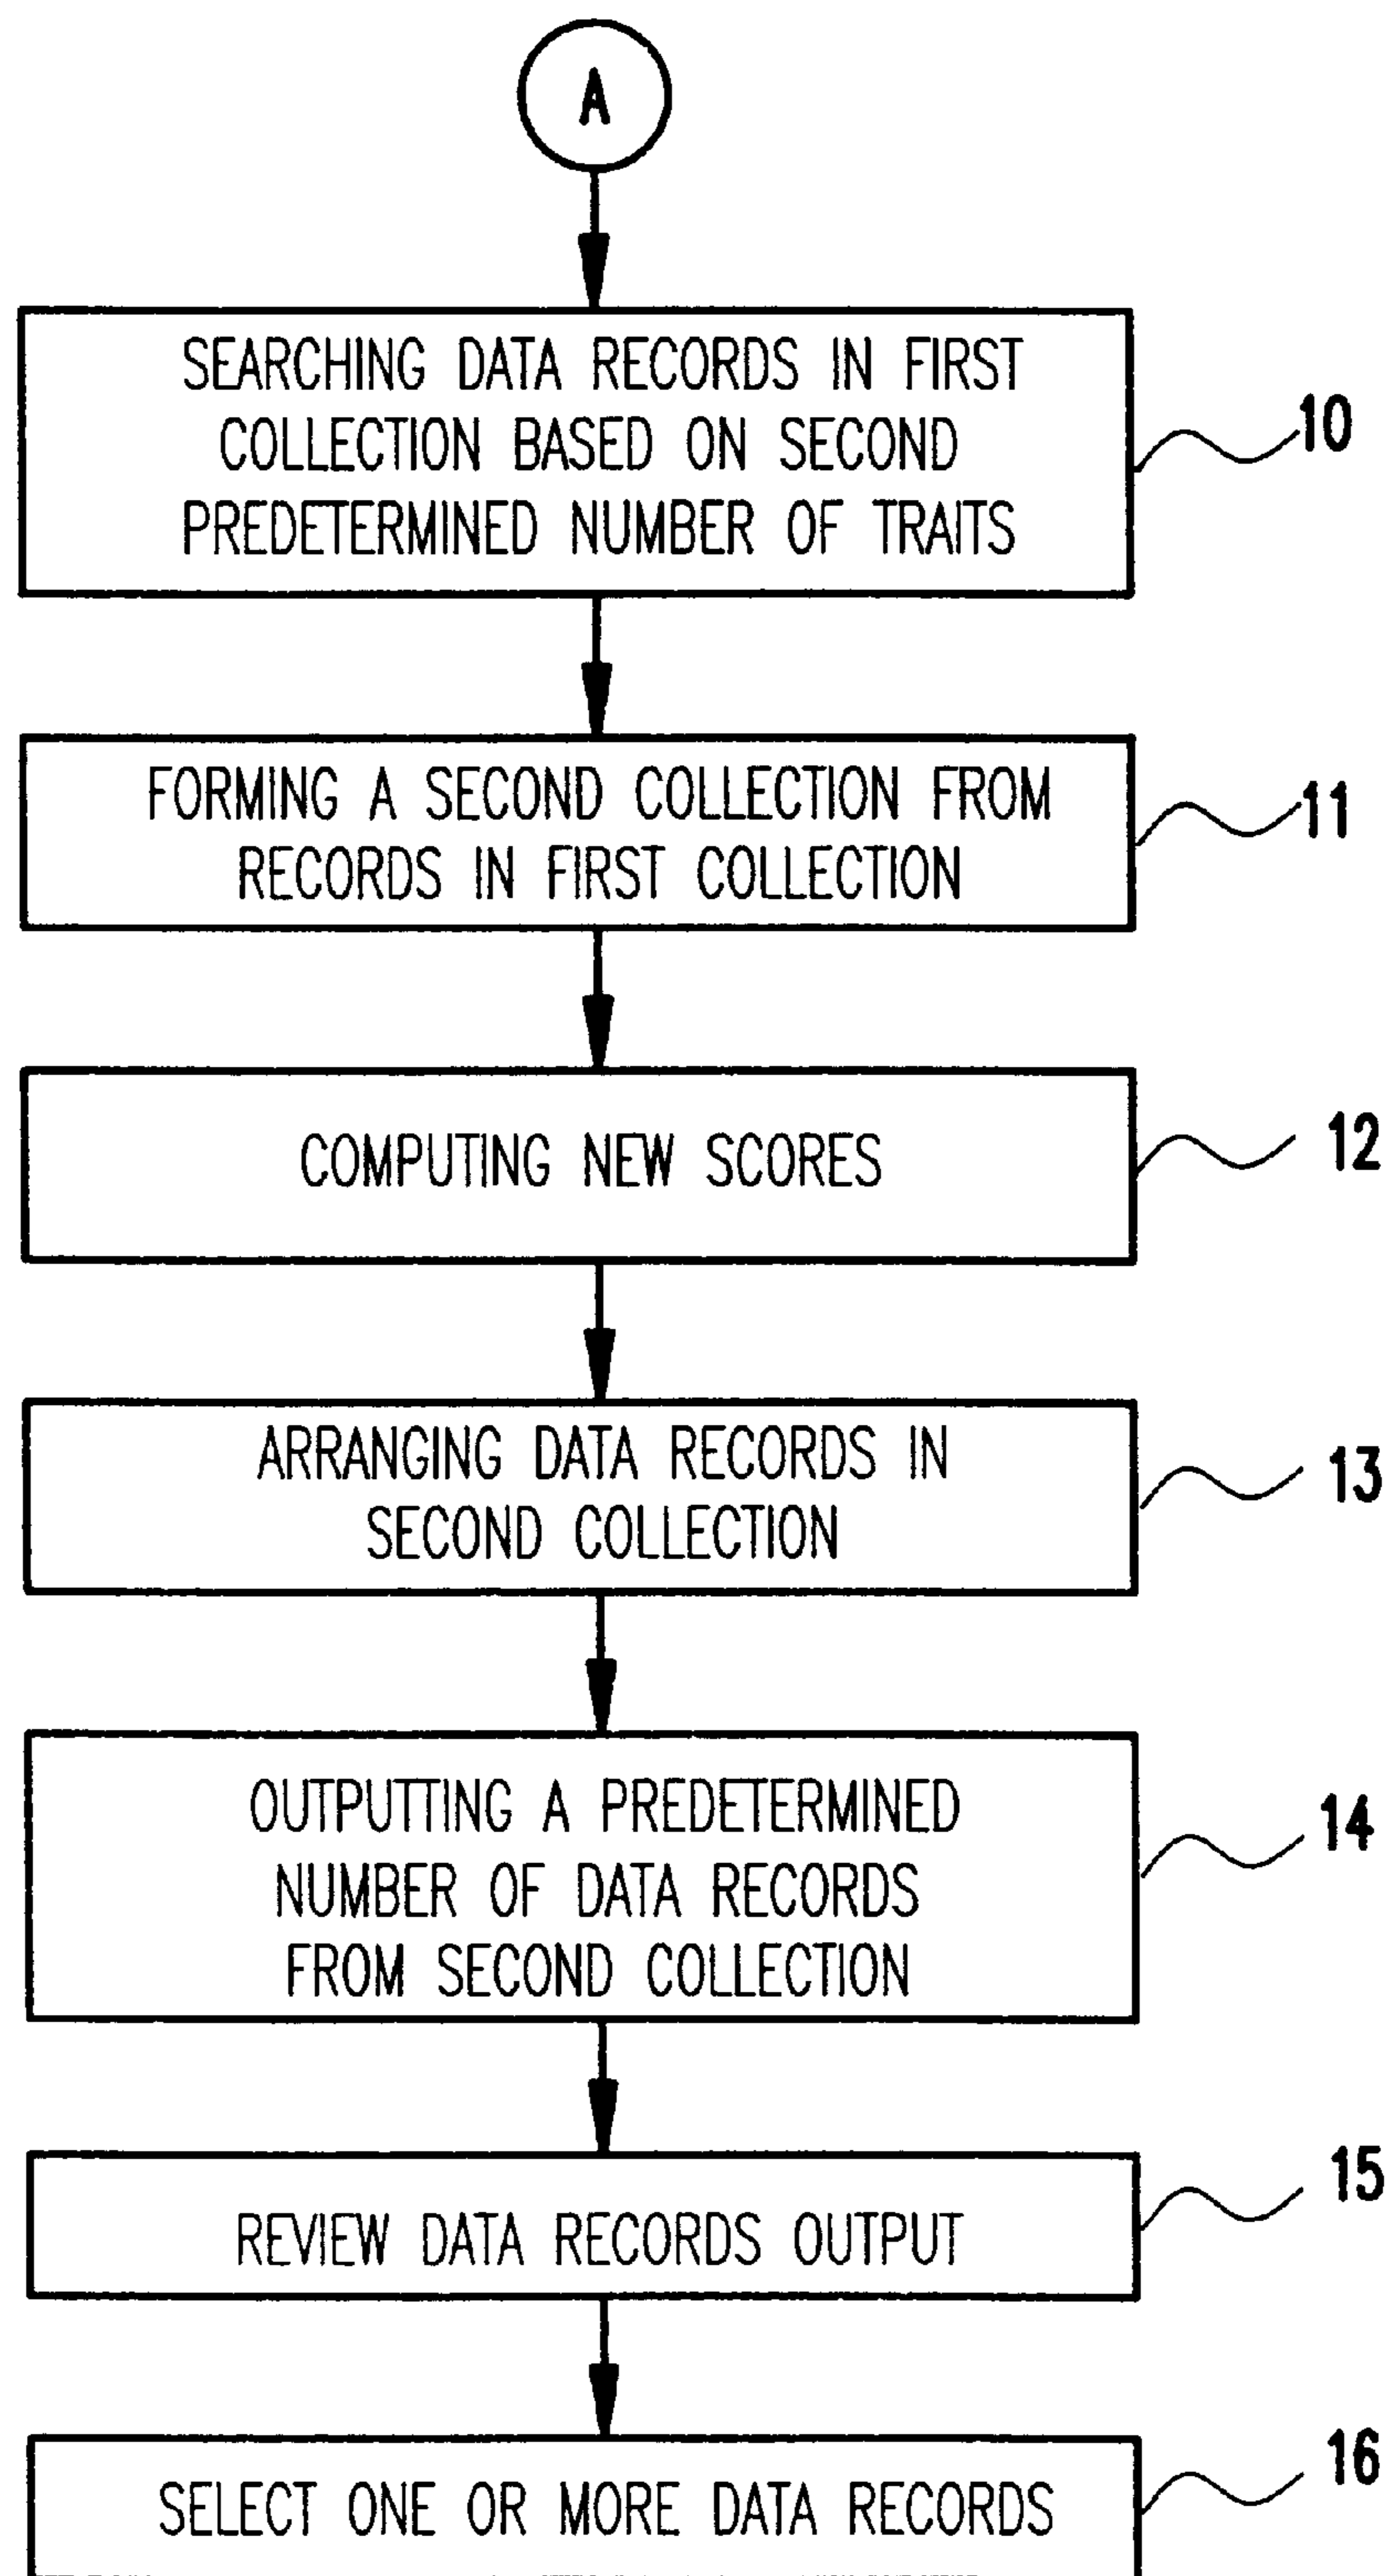 A
SEARCHING DATA RECORDS IN FIRST
COLLECTION BASED ON SECOND
PREDETERMINED NUMBER OF TRAITS
10
FORMING A SECOND COLLECTION FROM
RECORDS IN FIRST COLLECTION
11
COMPUTING NEW SCORES
12
ARRANGING DATA RECORDS IN
SECOND COLLECTION
13
OUTPUTTING A PREDETERMINED
NUMBER OF DATA RECORDS
FROM SECOND COLLECTION
14
REVIEW DATA RECORDS OUTPUT
15
SELECT ONE OR MORE DATA RECORDS
16